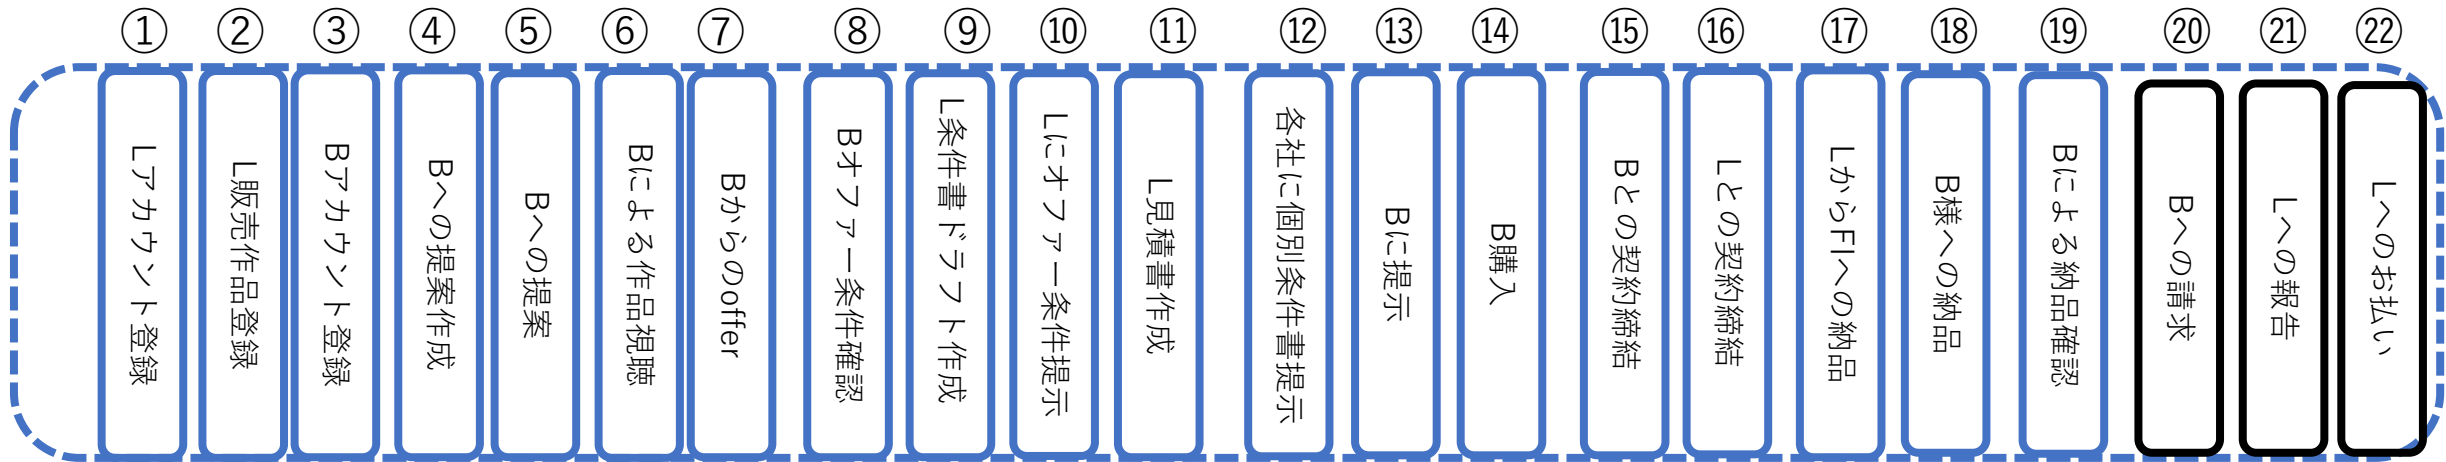 ① ② ③ ④ ⑤ ⑥ ⑦ ⑧ ⑨ ⑩ ⑪ ⑫ ⑬ ⑭ ⑮ ⑯ ⑰ ⑱ ⑲ ⑳ ㉑ ㉒
Lアカウント登録
L販売作品登録
Bアカウント登録
Bへの提案作成
Bへの提案
Bによる作品視聴
Bからのoffer
Bオファー条件確認
L条件書ドラフト作成
Lにオファー条件提示
L見積書作成
各社に個別条件書提示
Bに提示
B購入
Bとの契約締結
Lとの契約締結
LからFIへの納品
B様への納品
Bによる納品確認
Bへの請求
Lへの報告
Lへのお払い